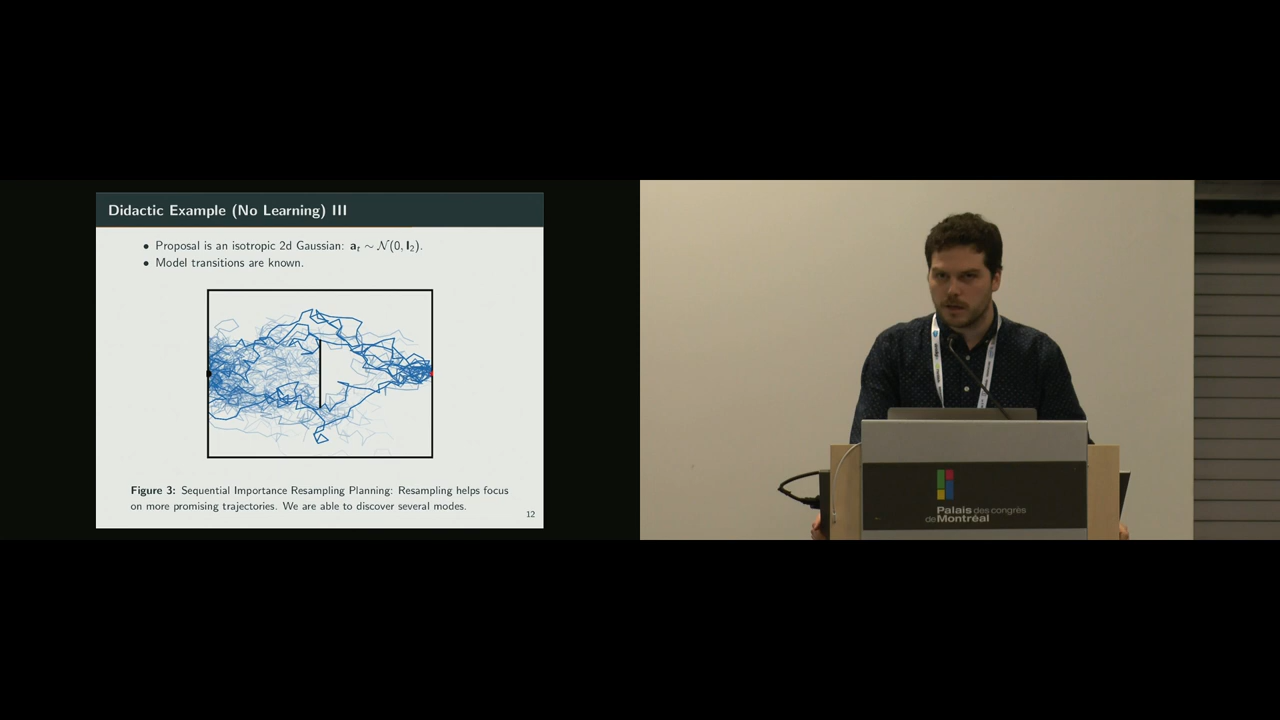 Didactic Example (No Learning) III
• Proposal is an isotropic 2d Gaussian: a_t ∼ N(0, I_2).
• Model transitions are known.
Figure 3: Sequential Importance Resampling Planning: Resampling helps focus
on more promising trajectories. We are able to discover several modes.
12
Palais des congrès
de Montréal